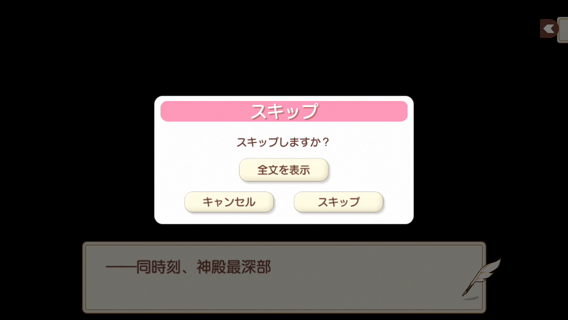 スキップ
スキップしますか？
全文を表示
キャンセル
スキップ
――同時刻、神殿最深部